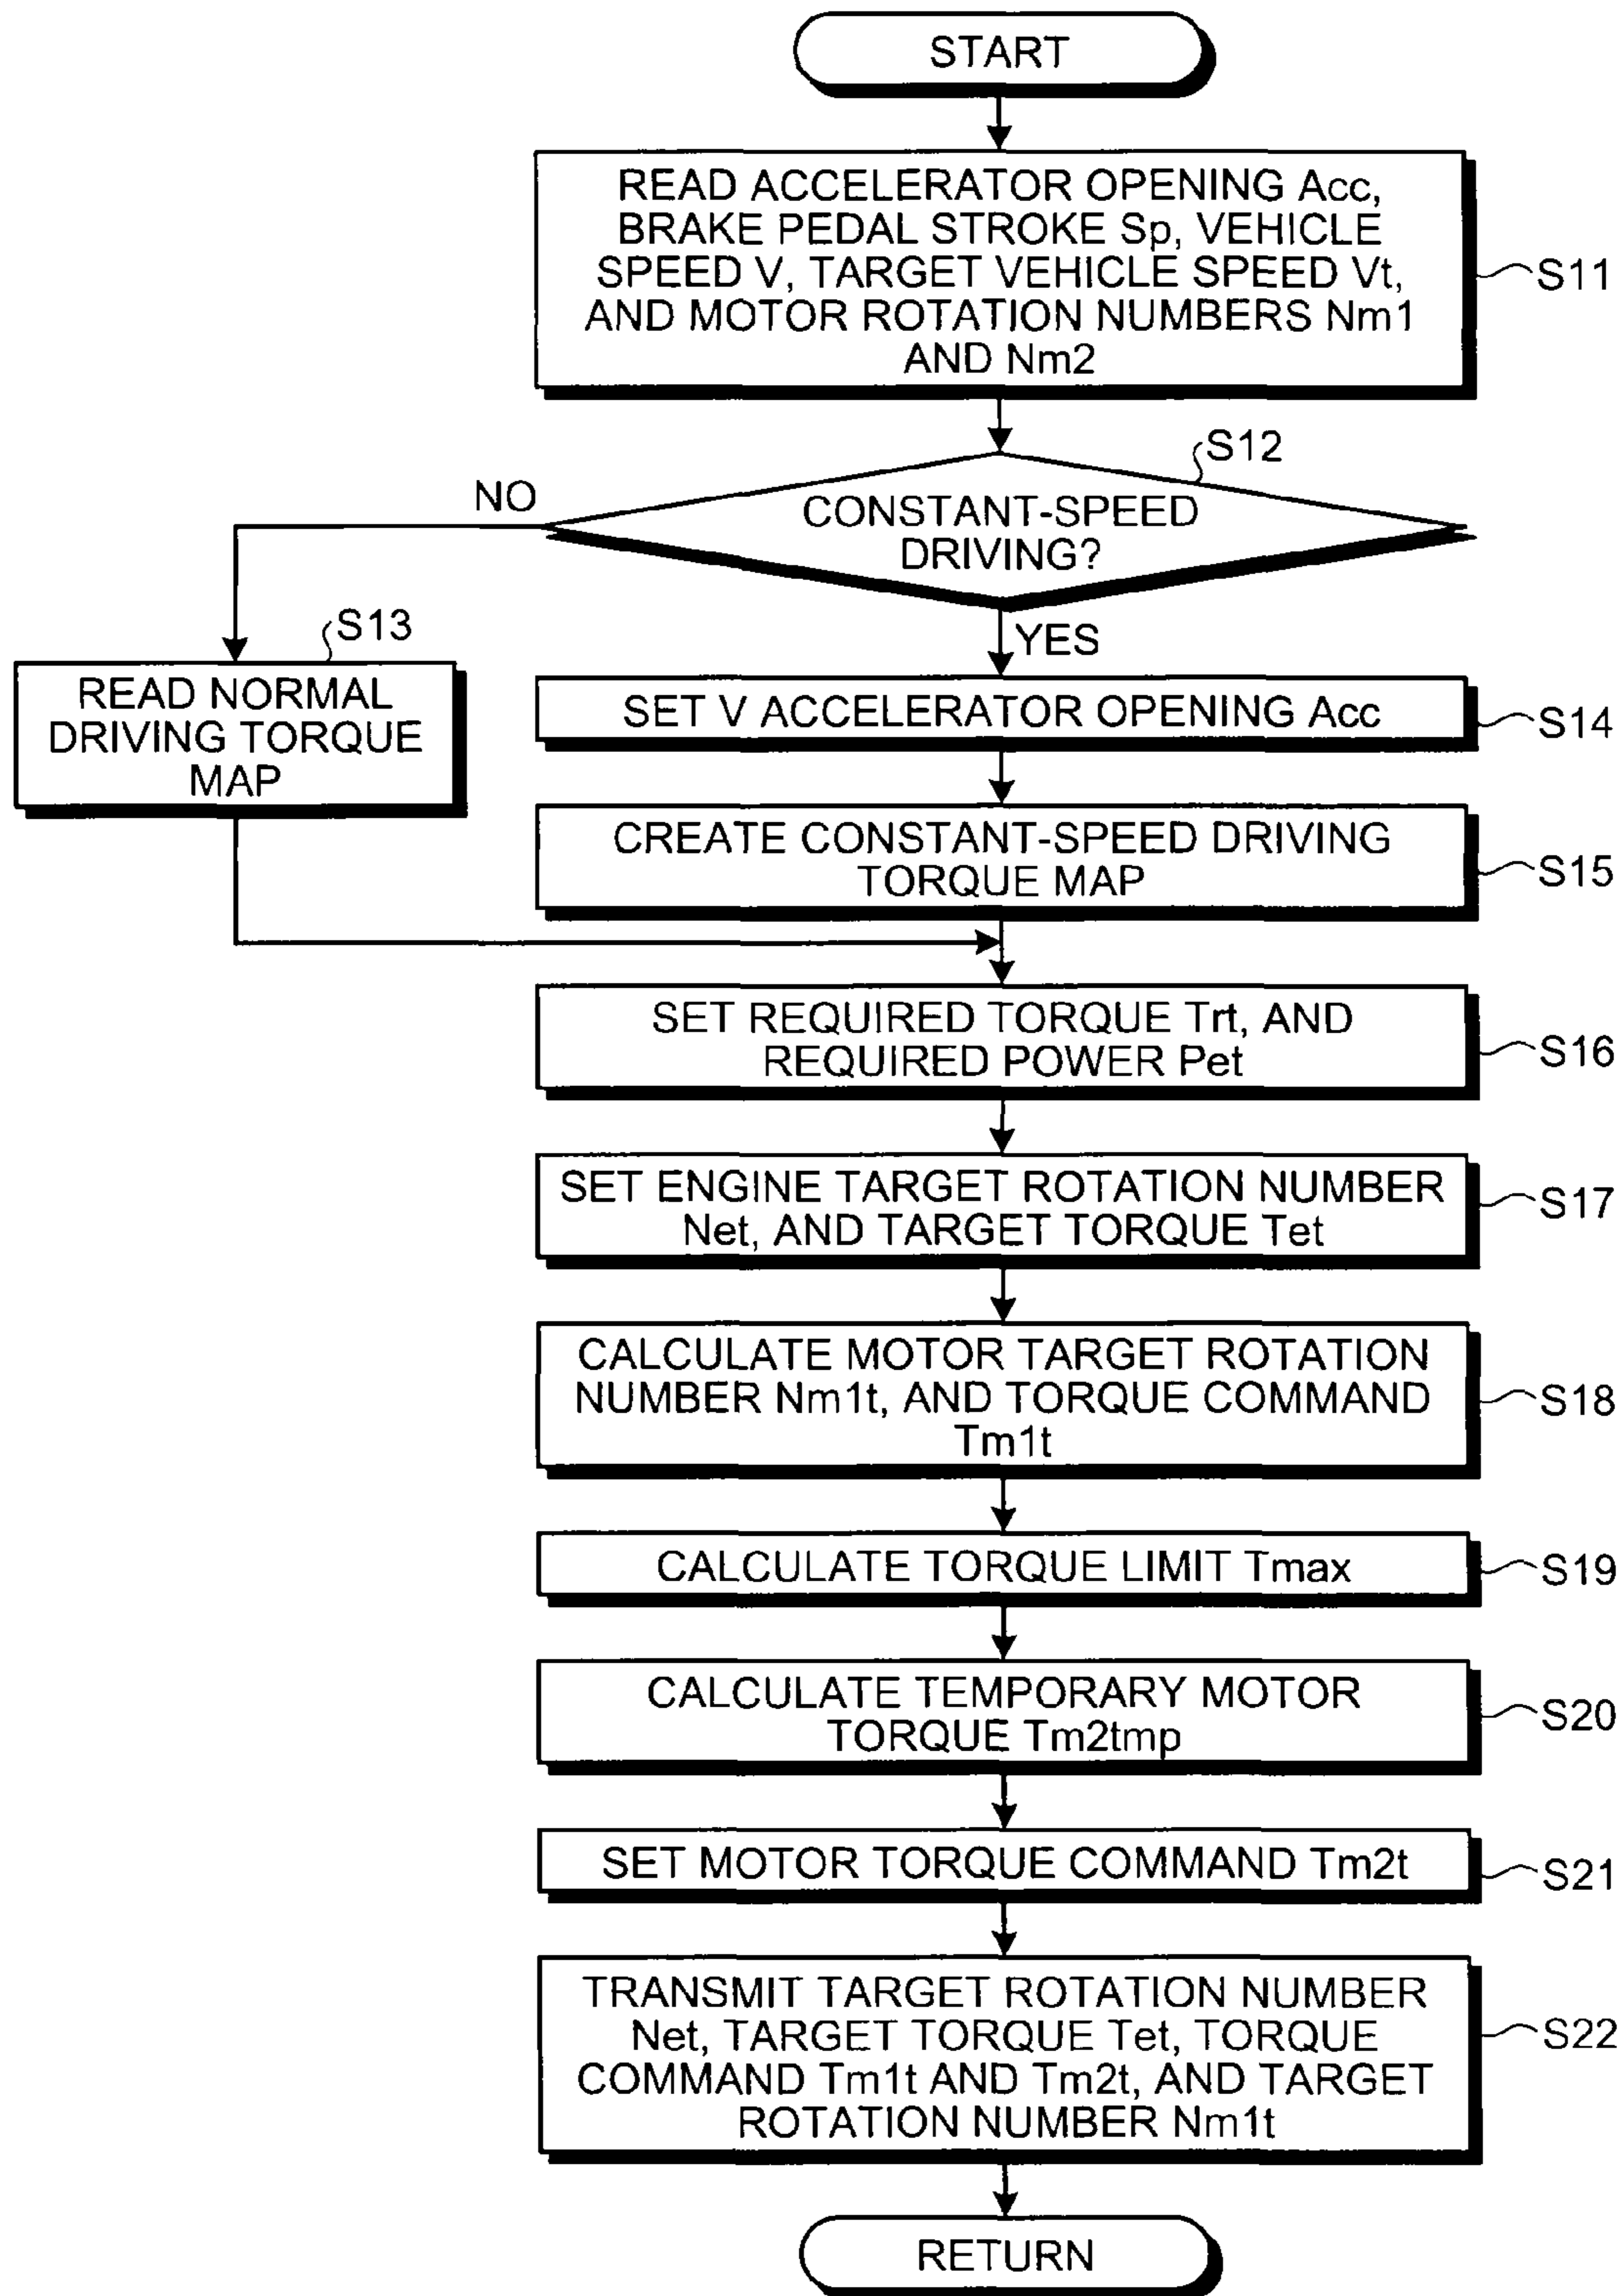 START
READ ACCELERATOR OPENING Acc,
BRAKE PEDAL STROKE Sp, VEHICLE
SPEED V, TARGET VEHICLE SPEED Vt,
AND MOTOR ROTATION NUMBERS Nm1
AND Nm2
S11
S12
CONSTANT-SPEED
DRIVING?
NO
YES
S13
READ NORMAL
DRIVING TORQUE
MAP
SET V ACCELERATOR OPENING Acc
S14
CREATE CONSTANT-SPEED DRIVING
TORQUE MAP
S15
SET REQUIRED TORQUE Trt, AND
REQUIRED POWER Pet
S16
SET ENGINE TARGET ROTATION NUMBER
Net, AND TARGET TORQUE Tet
S17
CALCULATE MOTOR TARGET ROTATION
NUMBER Nm1t, AND TORQUE COMMAND
Tm1t
S18
CALCULATE TORQUE LIMIT Tmax
S19
CALCULATE TEMPORARY MOTOR
TORQUE Tm2tmp
S20
SET MOTOR TORQUE COMMAND Tm2t
S21
TRANSMIT TARGET ROTATION NUMBER
Net, TARGET TORQUE Tet, TORQUE
COMMAND Tm1t AND Tm2t, AND TARGET
ROTATION NUMBER Nm1t
S22
RETURN